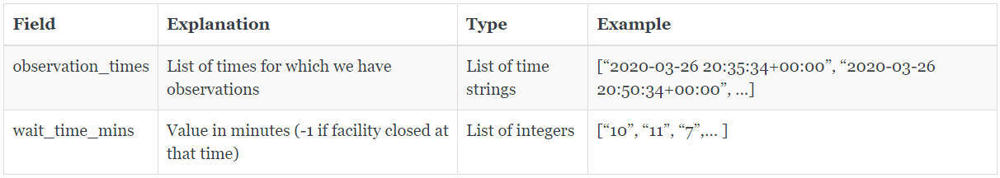 Field Explanation Type Example
observation_times List of times for which we have List of time [“2020-03-26 20:35:34+00:00”, “2020-03-26
observations strings 20:50:34+00:00”, ...]
wait_time_mins Value in minutes (-1 if facility closed at List of integers [“10”, “11”, “7”,... ]
that time)